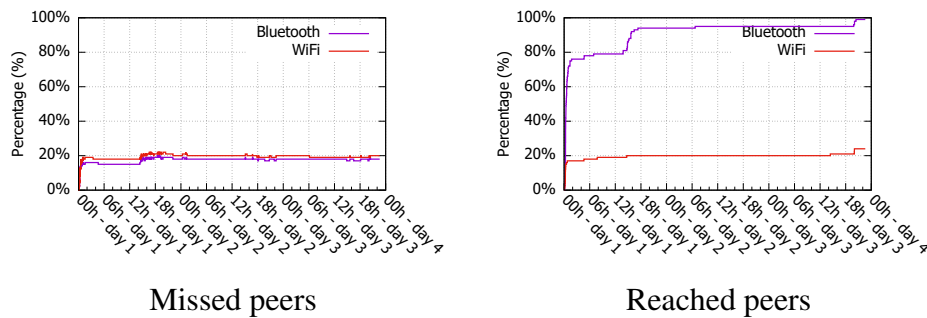 100%
80%
60%
40%
20%
0%
Percentage (%)
Bluetooth
WiFi
00h - day 1
06h - day 1
12h - day 1
18h - day 1
00h - day 2
06h - day 2
12h - day 2
18h - day 2
00h - day 3
06h - day 3
12h - day 3
18h - day 3
00h - day 4
Missed peers
100%
80%
60%
40%
20%
0%
Percentage (%)
Bluetooth
WiFi
00h - day 1
06h - day 1
12h - day 1
18h - day 1
00h - day 2
06h - day 2
12h - day 2
18h - day 2
00h - day 3
06h - day 3
12h - day 3
18h - day 3
00h - day 4
Reached peers